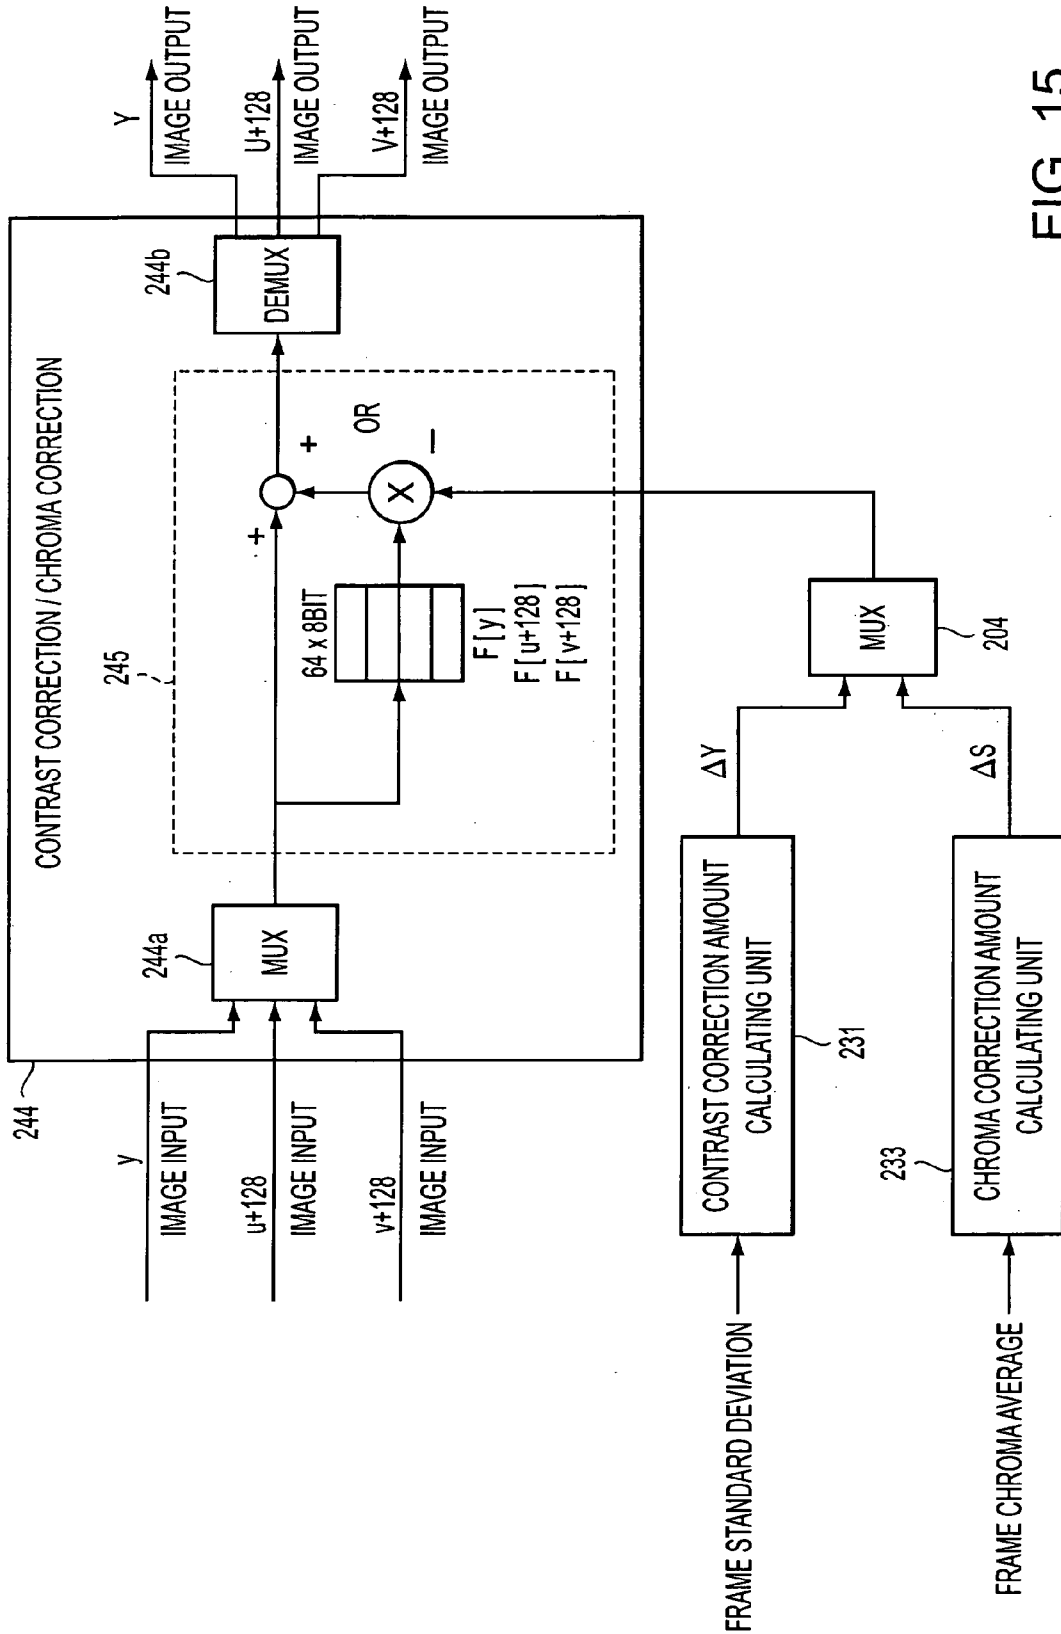 CONTRAST CORRECTION / CHROMA CORRECTION
244
y
IMAGE INPUT
u+128
IMAGE INPUT
v+128
IMAGE INPUT
244a
MUX
245
64 x 8BIT
F[y]
F[u+128]
F[v+128]
+
+
OR
−
X
244b
DEMUX
Y
IMAGE OUTPUT
U+128
IMAGE OUTPUT
V+128
IMAGE OUTPUT
FRAME STANDARD DEVIATION
CONTRAST CORRECTION AMOUNT
CALCULATING UNIT
231
ΔY
MUX
204
FRAME CHROMA AVERAGE
233
CHROMA CORRECTION AMOUNT
CALCULATING UNIT
ΔS
FIG. 15